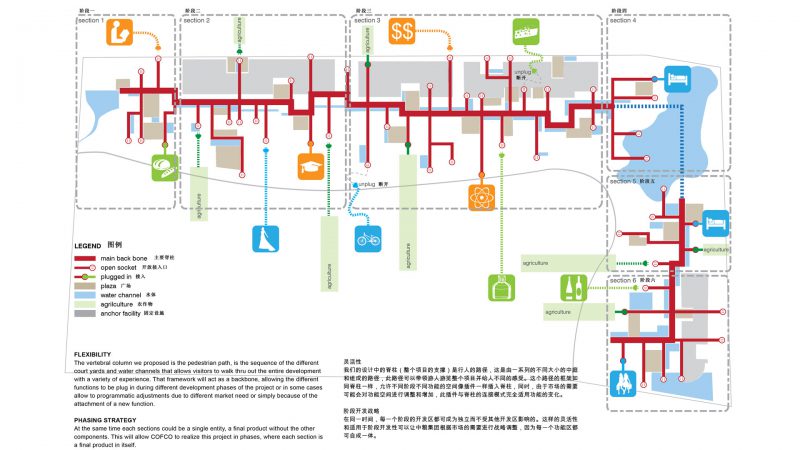 阶段一
section 1
阶段二
section 2
阶段三
section 3
阶段四
section 4
agriculture
agriculture
$$
unplug
断开
agriculture
unplug 断开
agriculture
agriculture
section 5 阶段五
agriculture
agriculture
section 6 阶段六
agriculture
LEGEND 图例
main back bone 主要脊柱
open socket 开放接入口
plugged in 接入
plaza 广场
water channel 水体
agriculture 农作物
anchor facility 固定设施
FLEXIBILITY
The vertebral column we proposed is the pedestrian path, is the sequence of the different
court yards and water channels that allows visitors to walk thru out the entire development
with a variety of experience. That framework will act as a backbone, allowing the different
functions to be plug in during different development phases of the project or in some cases
allow to programmatic adjustments due to different market need or simply because of the
attachment of a new function.
PHASING STRATEGY
At the same time each sections could be a single entity, a final product without the other
components. This will allow COFCO to realize this project in phases, where each section is
a final product in itself.
灵活性
我们的设计中的脊柱（整个项目的支撑）是行人的路径，这是由一系列的不同大小的中庭
和组成的路径，此路径可以带领游人游览整个项目并给人不同的感受。这个路径的框架如
同脊柱一样，允许不同阶段不同功能的空间像插件一样插入脊柱，同时，由于市场的需要
可能会对功能空间进行调整和增加，此插件与脊柱的连接模式完全适用功能的变化。
阶段开发战略
在同一时间，每一个阶段的开发区都可成为独立而不受其他开发区影响的。这样的灵活性
和适用于阶段开发性可以让中粮集团根据市场的需要进行战略调整，因为每一个功能区都
可自成一体。